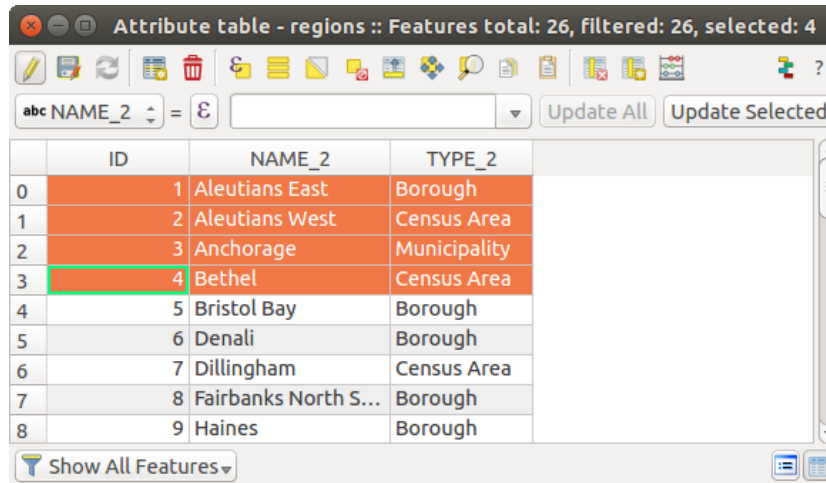 Attribute table - regions :: Features total: 26, filtered: 26, selected: 4
ε ?
abc NAME_2 = ε Update All Update Selected
ID NAME_2 TYPE_2
0 1 Aleutians East Borough
1 2 Aleutians West Census Area
2 3 Anchorage Municipality
3 4 Bethel Census Area
4 5 Bristol Bay Borough
5 6 Denali Borough
6 7 Dillingham Census Area
7 8 Fairbanks North S... Borough
8 9 Haines Borough
Show All Features